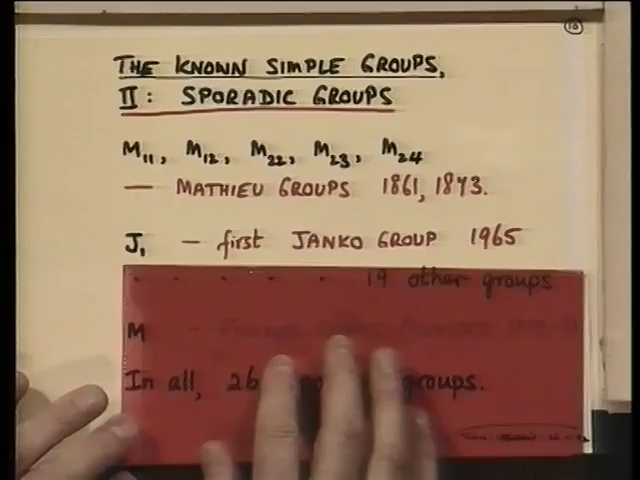 10
THE KNOWN SIMPLE GROUPS,
II: SPORADIC GROUPS
M11, M12, M22, M23, M24
— MATHIEU GROUPS 1861, 1873.
J1 — first JANKO GROUP 1965
. . . . . 19 other groups
M —
In all, 26 groups.